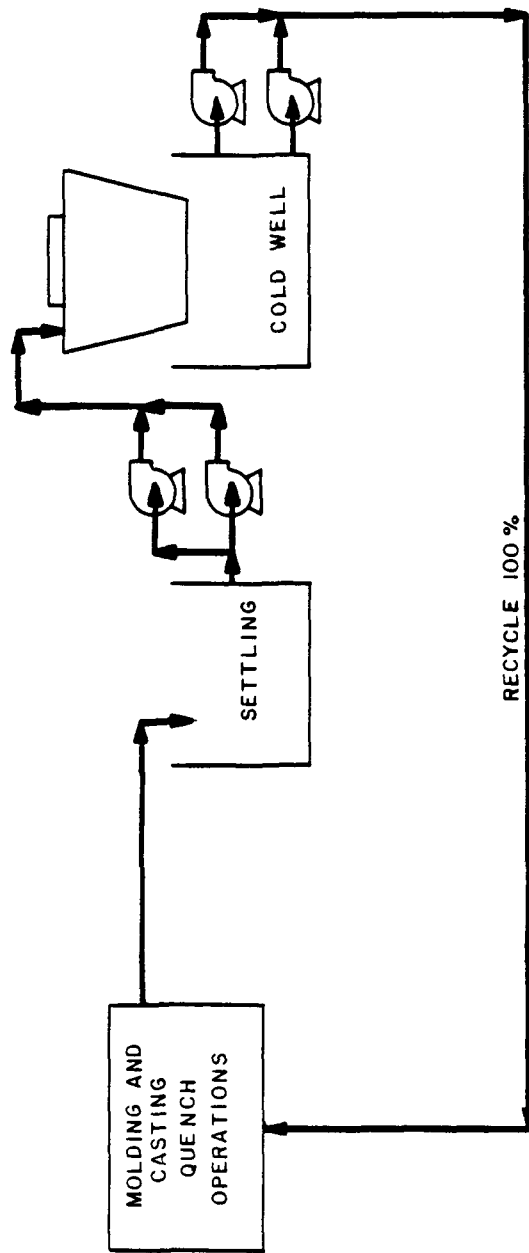 MOLDING AND
CASTING
QUENCH
OPERATIONS
SETTLING
COLD WELL
RECYCLE 100 %